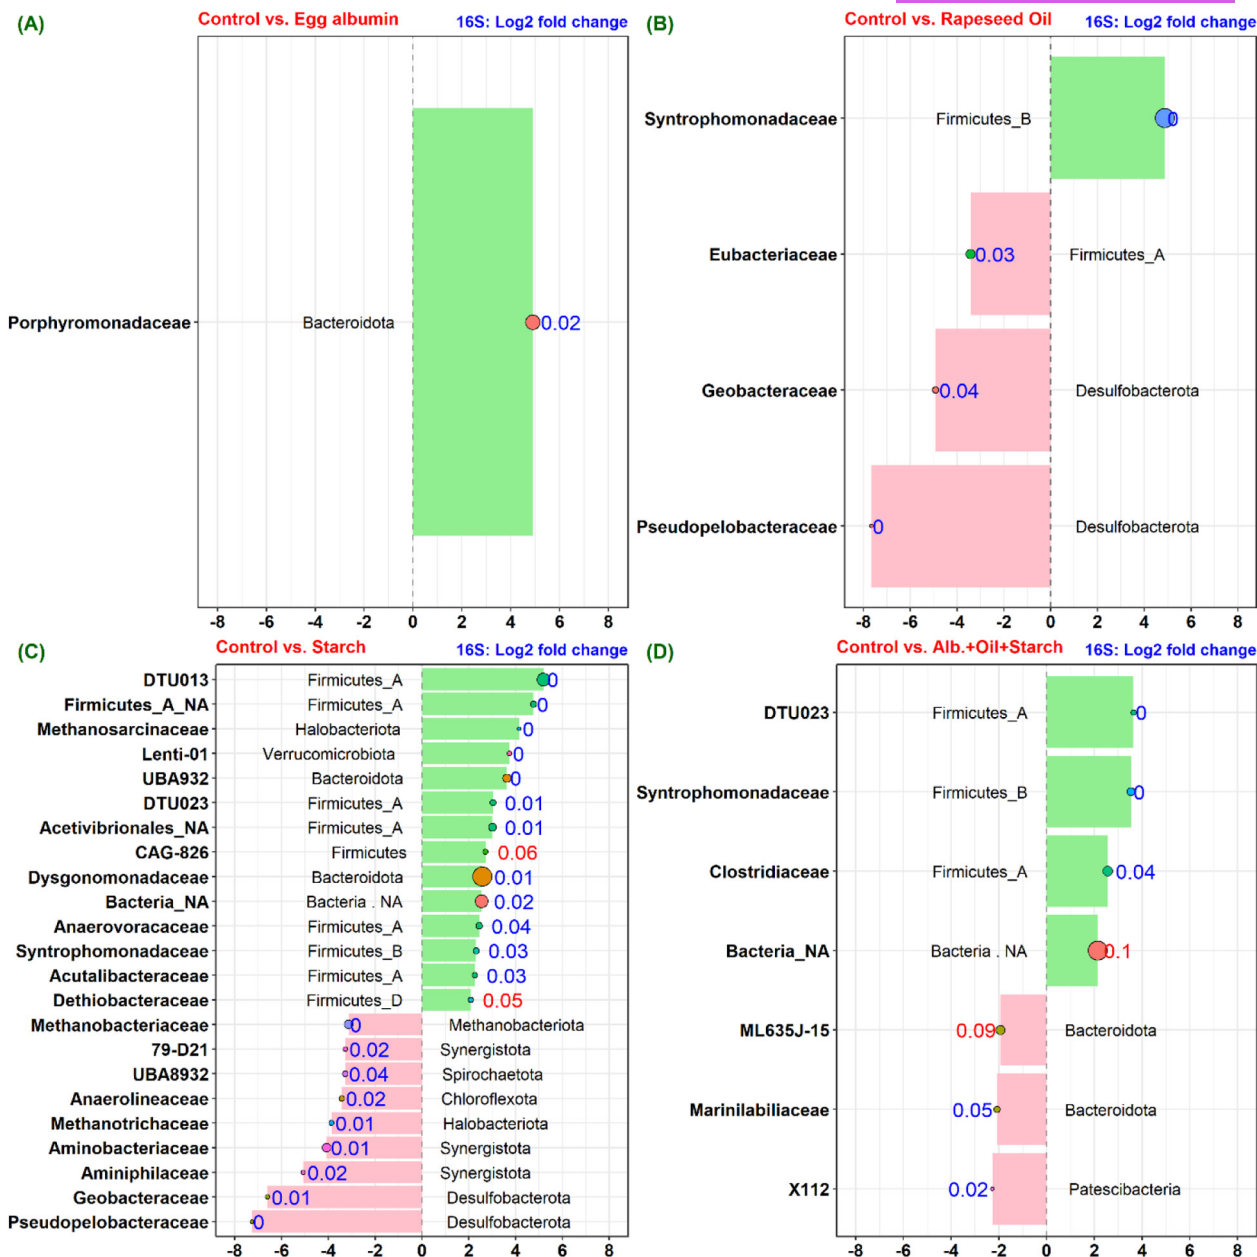 (A) Control vs. Egg albumin 16S: Log2 fold change
Porphyromonadaceae Bacteroidota 0.02
-8 -6 -4 -2 0 2 4 6 8
(B) Control vs. Rapeseed Oil 16S: Log2 fold change
Syntrophomonadaceae Firmicutes_B 0
Eubacteriaceae 0.03 Firmicutes_A
Geobacteraceae 0.04 Desulfobacterota
Pseudopelobacteraceae 0 Desulfobacterota
-8 -6 -4 -2 0 2 4 6 8
(C) Control vs. Starch 16S: Log2 fold change
DTU013 Firmicutes_A 0
Firmicutes_A_NA Firmicutes_A 0
Methanosarcinaceae Halobacteriota 0
Lenti-01 Verrucomicrobiota 0
UBA932 Bacteroidota 0
DTU023 Firmicutes_A 0.01
Acetivibrionales_NA Firmicutes_A 0.01
CAG-826 Firmicutes 0.06
Dysgonomonadaceae Bacteroidota 0.01
Bacteria_NA Bacteria . NA 0.02
Anaerovoracaceae Firmicutes_A 0.04
Syntrophomonadaceae Firmicutes_B 0.03
Acutalibacteraceae Firmicutes_A 0.03
Dethiobacteraceae Firmicutes_D 0.05
Methanobacteriaceae 0 Methanobacteriota
79-D21 0.02 Synergistota
UBA8932 0.04 Spirochaetota
Anaerolineaceae 0.02 Chloroflexota
Methanotrichaceae 0.01 Halobacteriota
Aminobacteriaceae 0.01 Synergistota
Aminiphilaceae 0.02 Synergistota
Geobacteraceae 0.01 Desulfobacterota
Pseudopelobacteraceae 0 Desulfobacterota
-8 -6 -4 -2 0 2 4 6 8
(D) Control vs. Alb.+Oil+Starch 16S: Log2 fold change
DTU023 Firmicutes_A 0
Syntrophomonadaceae Firmicutes_B 0
Clostridiaceae Firmicutes_A 0.04
Bacteria_NA Bacteria . NA 0.1
ML635J-15 0.09 Bacteroidota
Marinilabiliaceae 0.05 Bacteroidota
X112 0.02 Patescibacteria
-8 -6 -4 -2 0 2 4 6 8